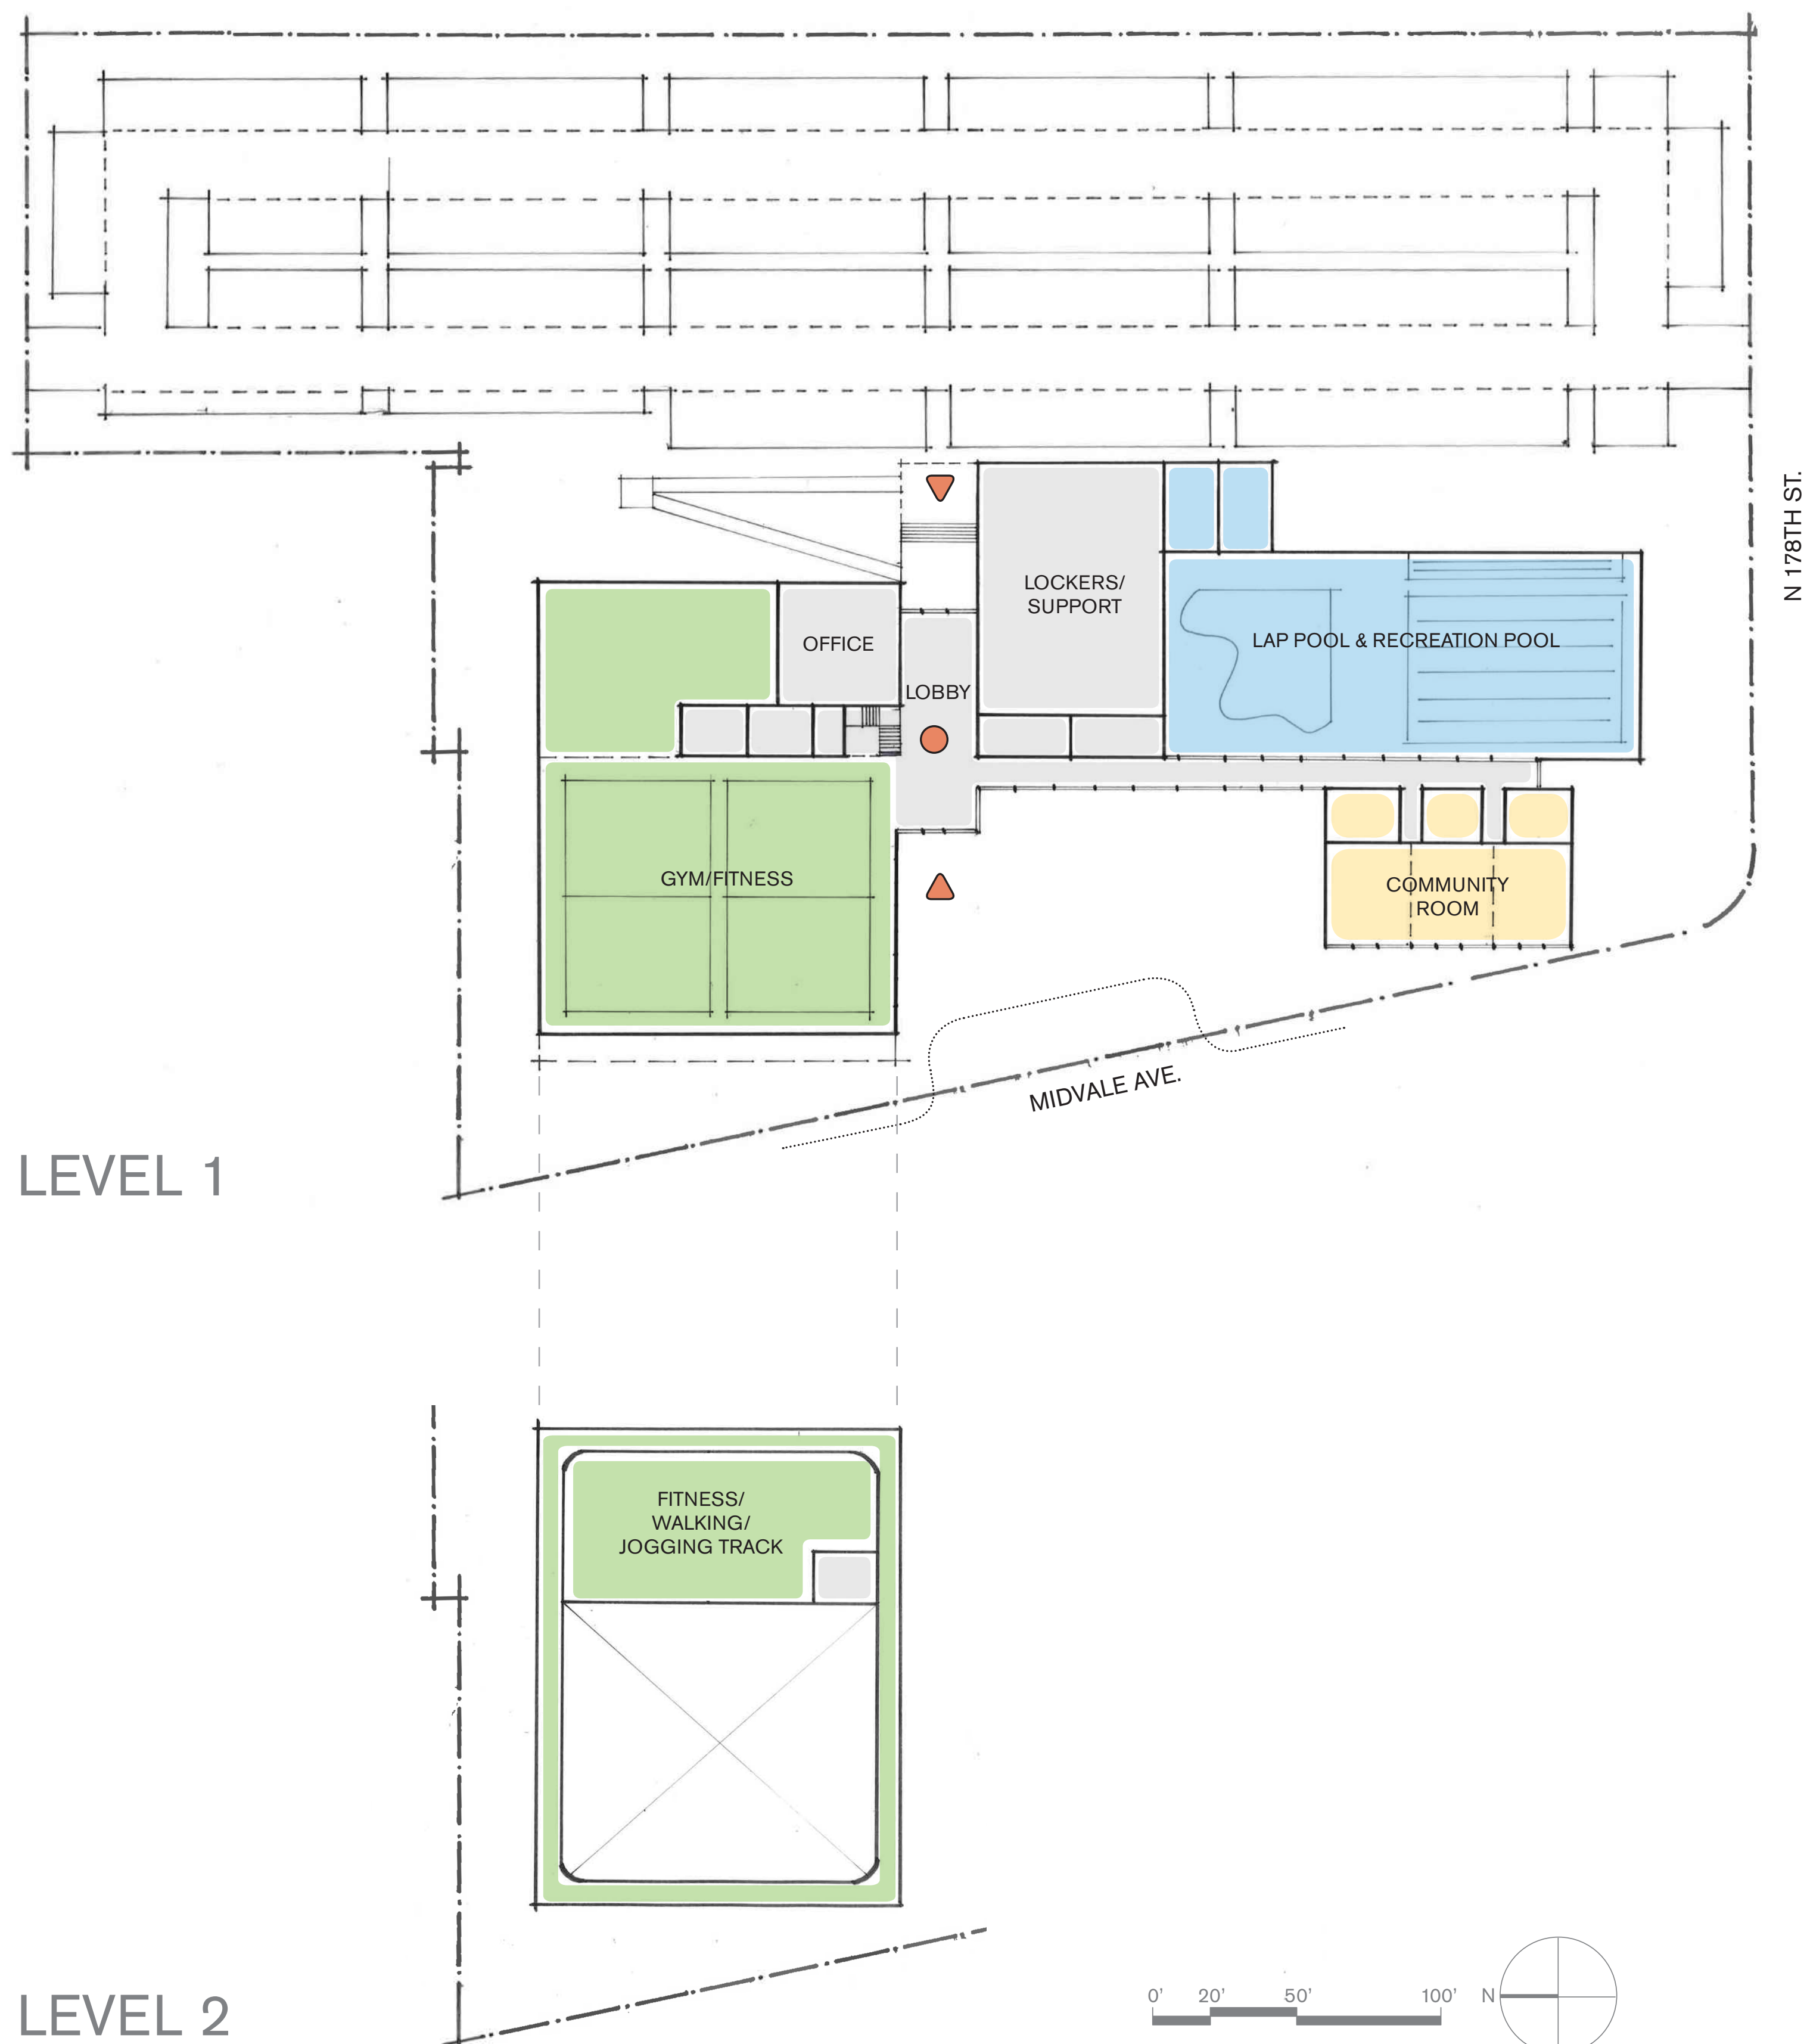 N 178TH ST.
LOCKERS/
SUPPORT
OFFICE
LAP POOL & RECREATION POOL
LOBBY
GYM/FITNESS
COMMUNITY
ROOM
MIDVALE AVE.
LEVEL 1
FITNESS/
WALKING/
JOGGING TRACK
0' 20' 50' 100' N
LEVEL 2